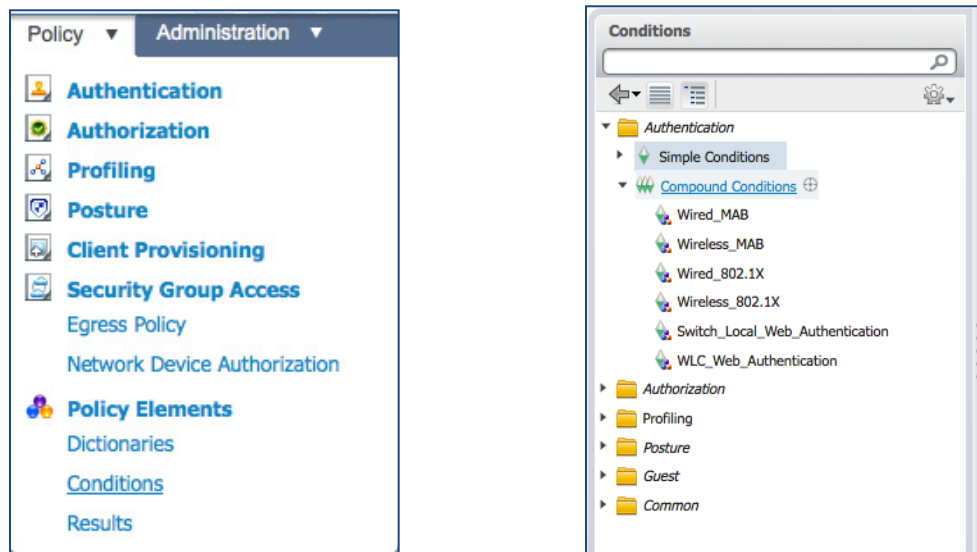 Policy ▼ Administration ▼
Authentication
Authorization
Profiling
Posture
Client Provisioning
Security Group Access
Egress Policy
Network Device Authorization
Policy Elements
Dictionaries
Conditions
Results
Conditions
Authentication
Simple Conditions
Compound Conditions
Wired_MAB
Wireless_MAB
Wired_802.1X
Wireless_802.1X
Switch_Local_Web_Authentication
WLC_Web_Authentication
Authorization
Profiling
Posture
Guest
Common